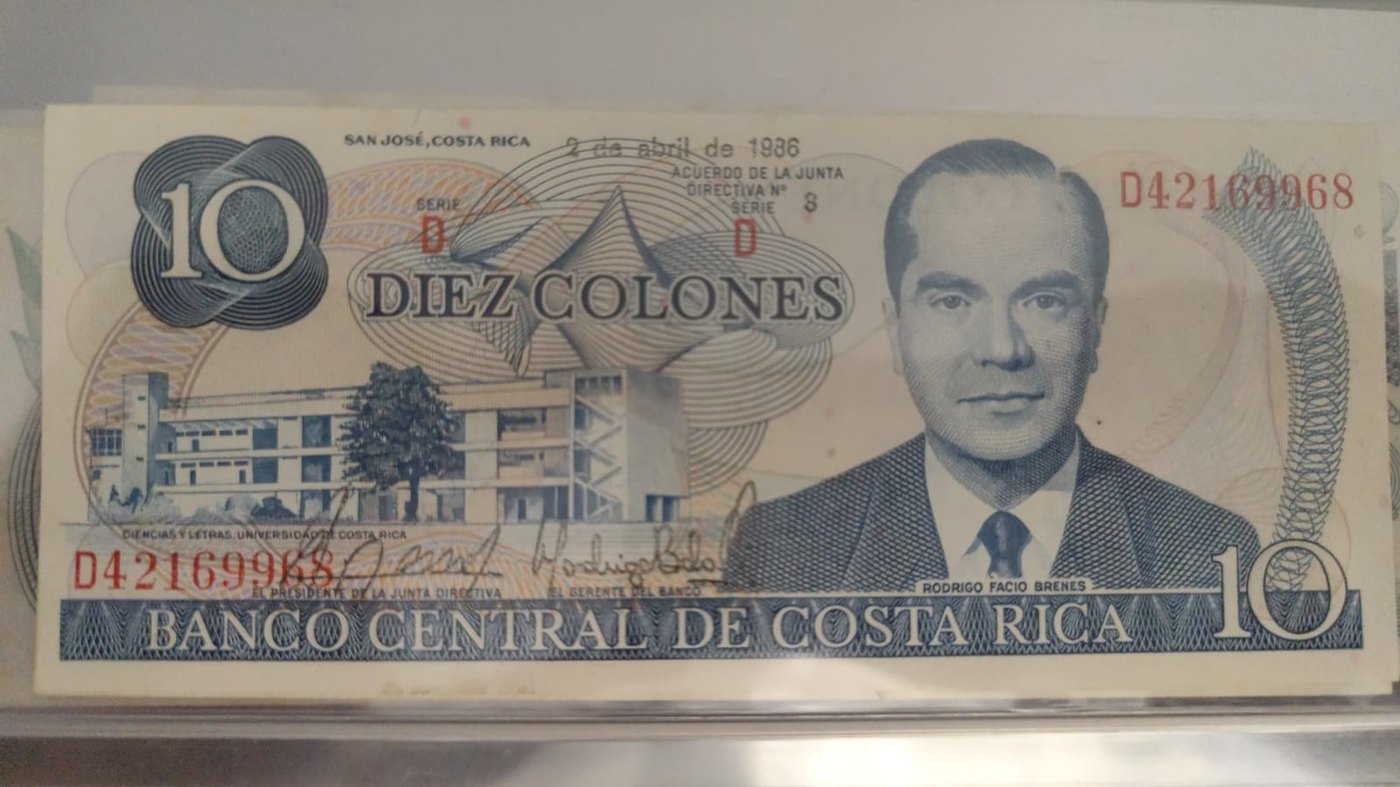 10
SAN JOSÉ, COSTA RICA 2 de abril de 1986
ACUERDO DE LA JUNTA
DIRECTIVA Nº 3
SERIE SERIE
D D
D42169968
DIEZ COLONES
CIENCIAS Y LETRAS, UNIVERSIDAD DE COSTA RICA
D42169968
EL PRESIDENTE DE LA JUNTA DIRECTIVA EL GERENTE DEL BANCO
RODRIGO FACIO BRENES
BANCO CENTRAL DE COSTA RICA
10